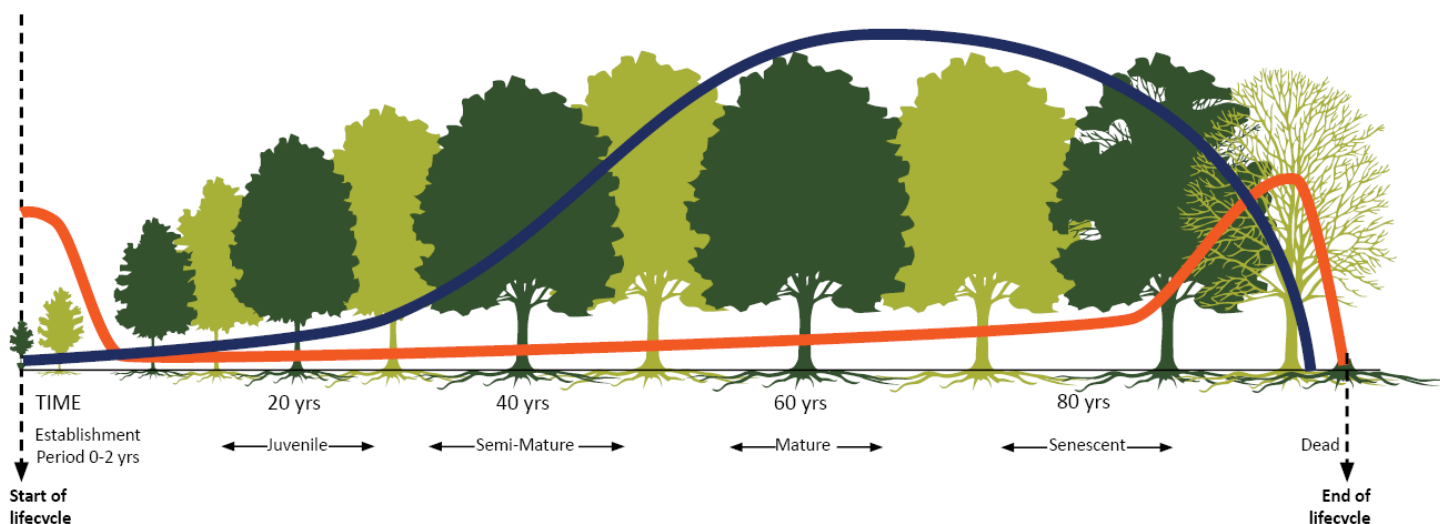 TIME
20 yrs
40 yrs
60 yrs
80 yrs
Establishment
Period 0-2 yrs
Juvenile
Semi-Mature
Mature
Senescent
Dead
Start of
lifecycle
End of
lifecycle